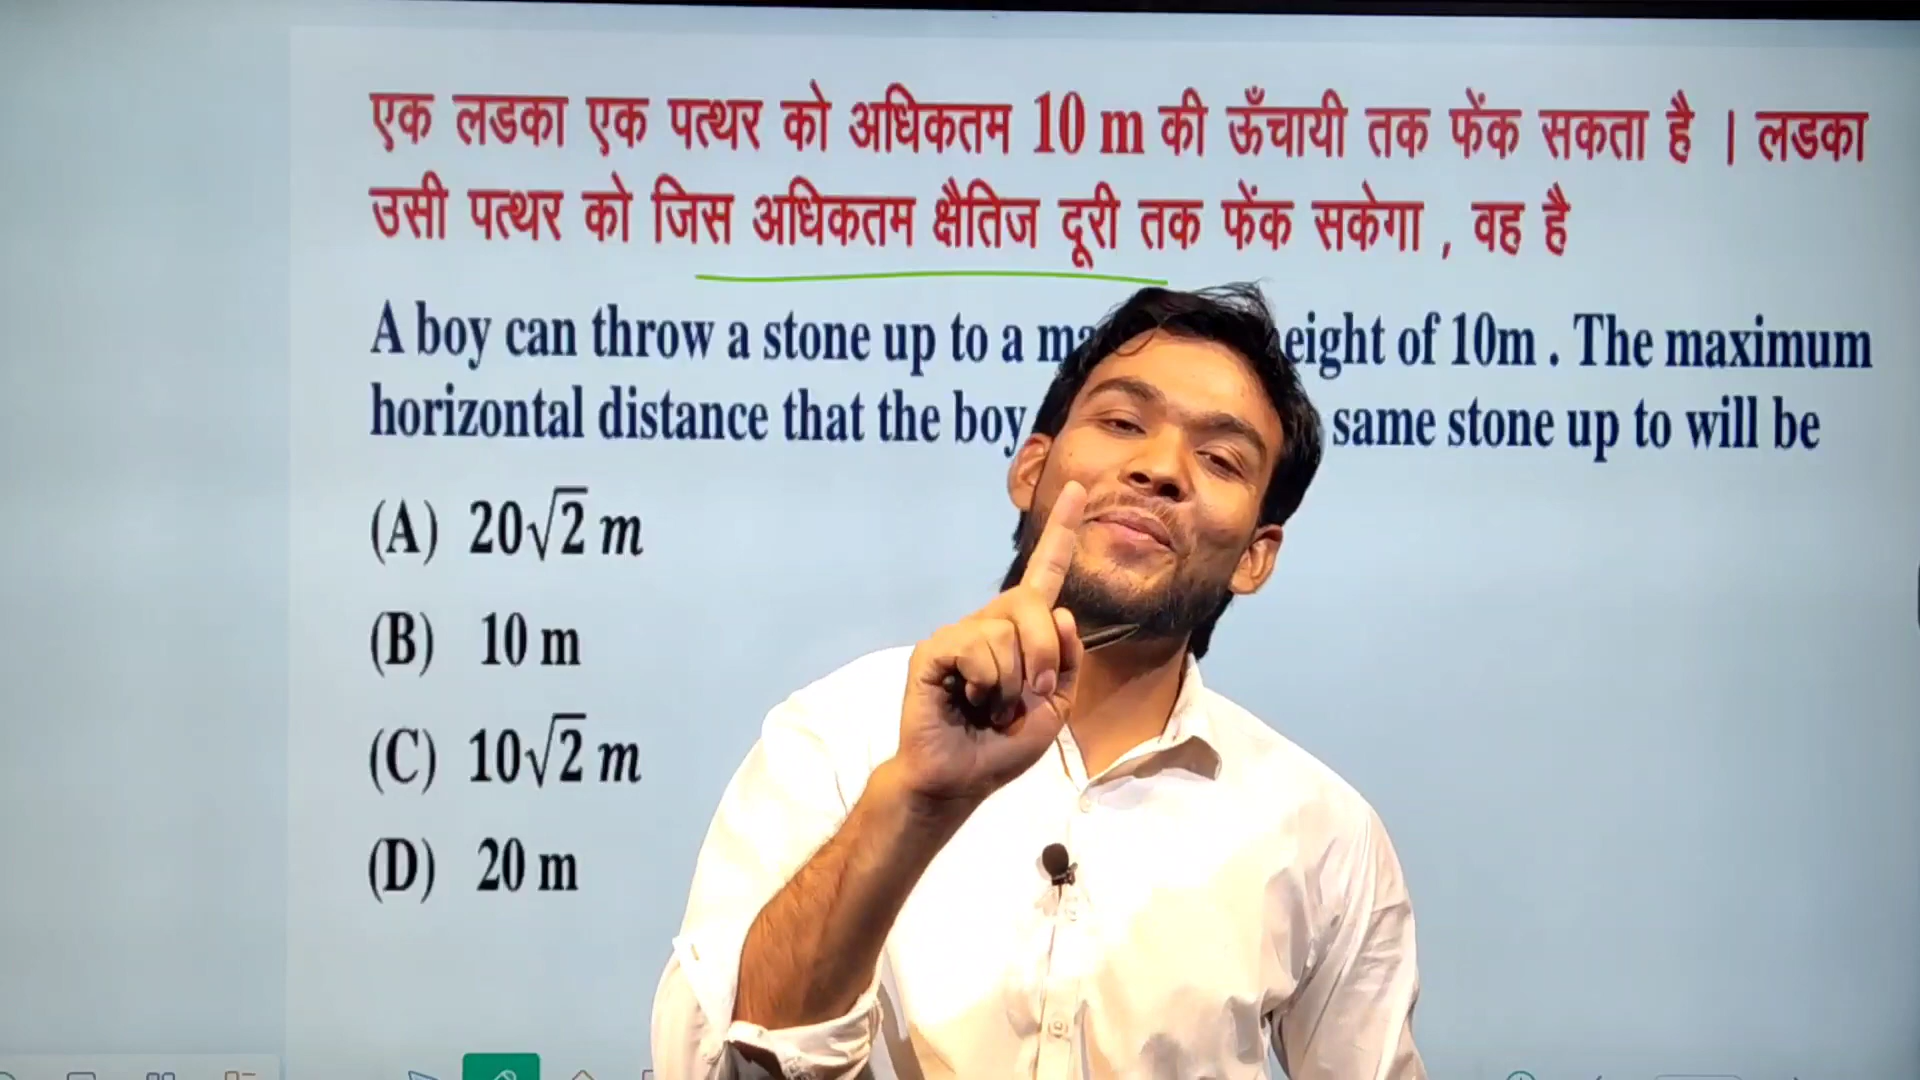 एक लडका एक पत्थर को अधिकतम 10 m की ऊँचायी तक फेंक सकता है । लडका
उसी पत्थर को जिस अधिकतम क्षैतिज दूरी तक फेंक सकेगा , वह है
A boy can throw a stone up to a eight of 10m . The maximum
horizontal distance that the boy same stone up to will be
(A) 20√2 m
(B) 10 m
(C) 10√2 m
(D) 20 m